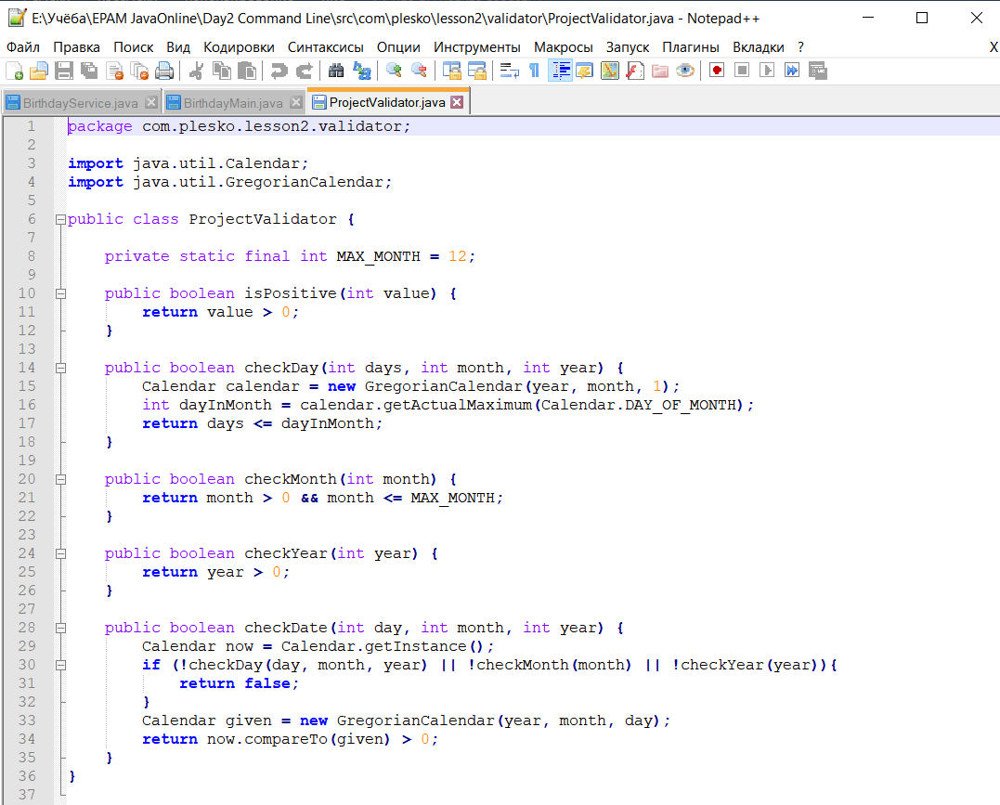 E:\Учёба\EPAM JavaOnline\Day2 Command Line\src\com\plesko\lesson2\validator\ProjectValidator.java - Notepad++
Файл Правка Поиск Вид Кодировки Синтаксисы Опции Инструменты Макросы Запуск Плагины Вкладки ? X
BirthdayService.java BirthdayMain.java ProjectValidator.java
1 package com.plesko.lesson2.validator;
2
3 import java.util.Calendar;
4 import java.util.GregorianCalendar;
5
6 public class ProjectValidator {
7
8     private static final int MAX_MONTH = 12;
9
10     public boolean isPositive(int value) {
11         return value > 0;
12     }
13
14     public boolean checkDay(int days, int month, int year) {
15         Calendar calendar = new GregorianCalendar(year, month, 1);
16         int dayInMonth = calendar.getActualMaximum(Calendar.DAY_OF_MONTH);
17         return days <= dayInMonth;
18     }
19
20     public boolean checkMonth(int month) {
21         return month > 0 && month <= MAX_MONTH;
22     }
23
24     public boolean checkYear(int year) {
25         return year > 0;
26     }
27
28     public boolean checkDate(int day, int month, int year) {
29         Calendar now = Calendar.getInstance();
30         if (!checkDay(day, month, year) || !checkMonth(month) || !checkYear(year)){
31             return false;
32         }
33         Calendar given = new GregorianCalendar(year, month, day);
34         return now.compareTo(given) > 0;
35     }
36 }
37